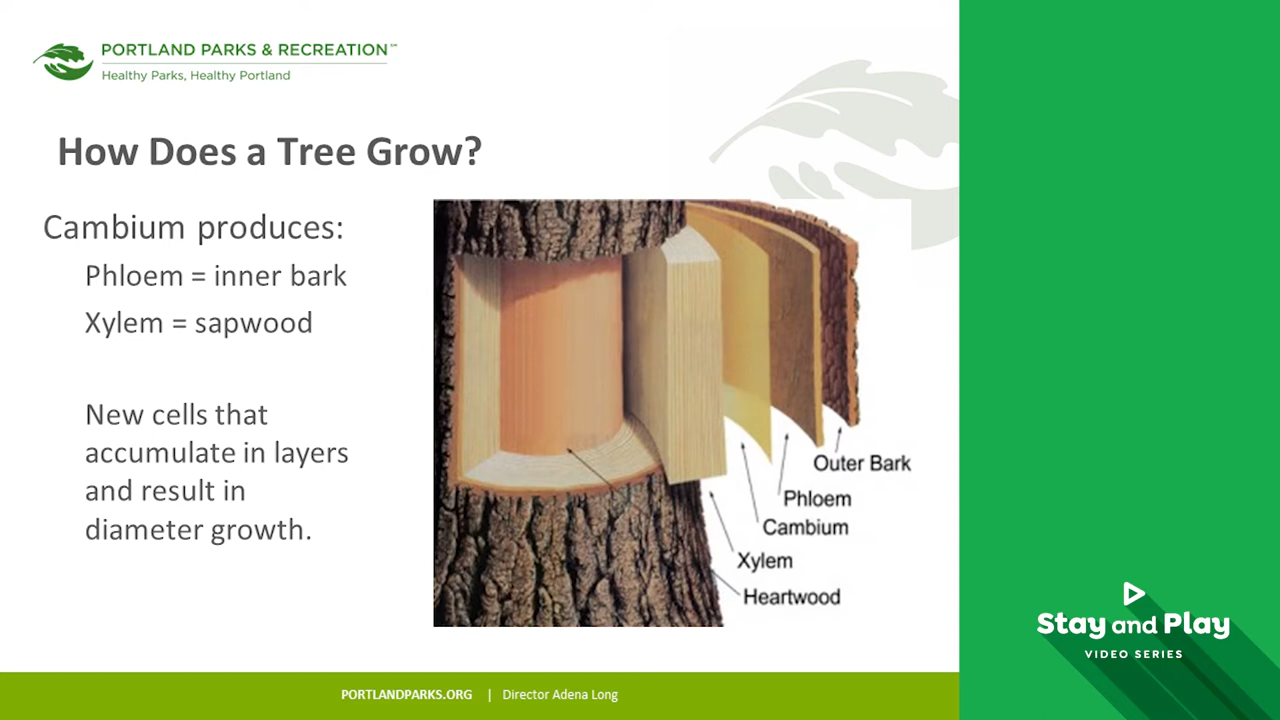 PORTLAND PARKS & RECREATION℠
Healthy Parks, Healthy Portland
How Does a Tree Grow?
Cambium produces:
Phloem = inner bark
Xylem = sapwood
New cells that
accumulate in layers
and result in
diameter growth.
Outer Bark
Phloem
Cambium
Xylem
Heartwood
Stay and Play
VIDEO SERIES
PORTLANDPARKS.ORG | Director Adena Long